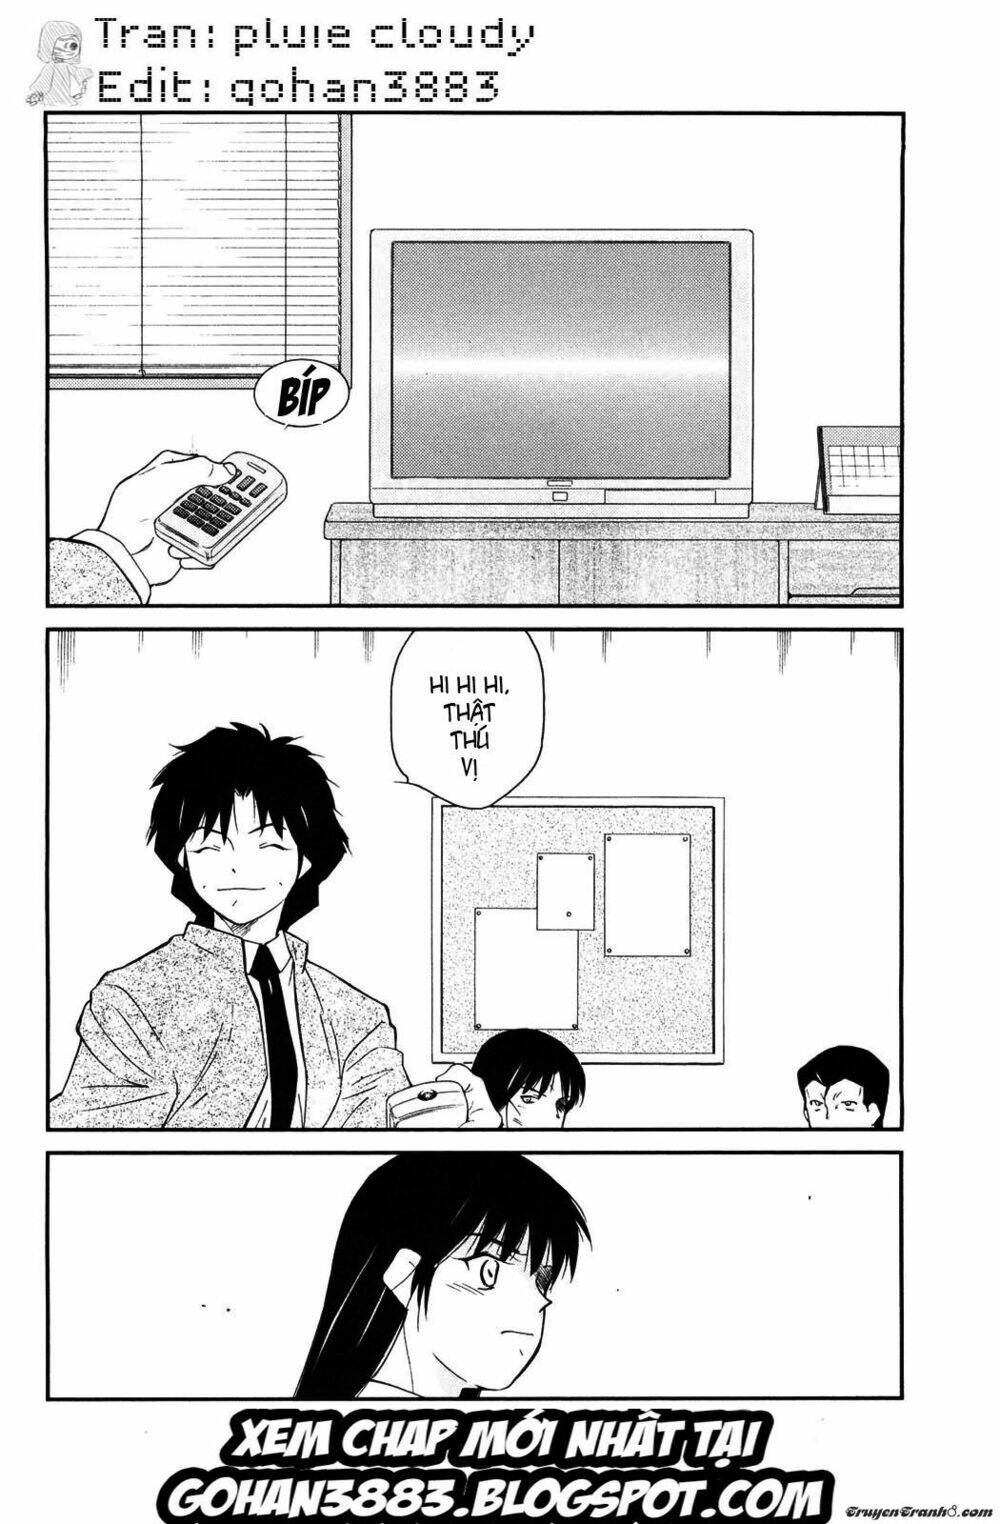 Tran: pluie cloudy
Edit: gohan3883
BÍP
HI HI HI,
THẬT
THÚ
VỊ
XEM CHAP MỚI NHẤT TẠI
GOHAN3883.BLOGSPOT.COM
TruyenTranh8.com